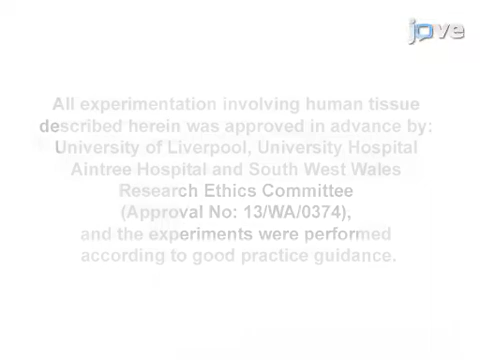 jove
All experimentation involving human tissue
described herein was approved in advance by:
University of Liverpool, University Hospital
Aintree Hospital and South West Wales
Research Ethics Committee
(Approval No: 13/WA/0374),
and the experiments were performed
according to good practice guidance.